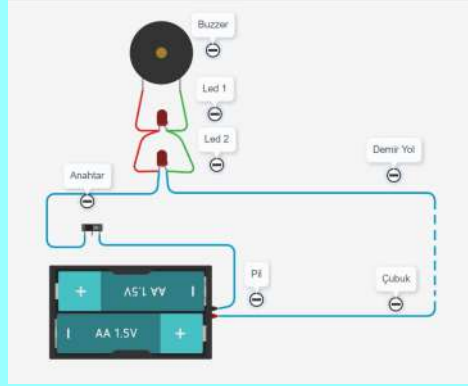 Buzzer
Led 1
Led 2
Demir Yol
Anahtar
Pil
Çubuk
+ AA 1.5V I
I AA 1.5V +